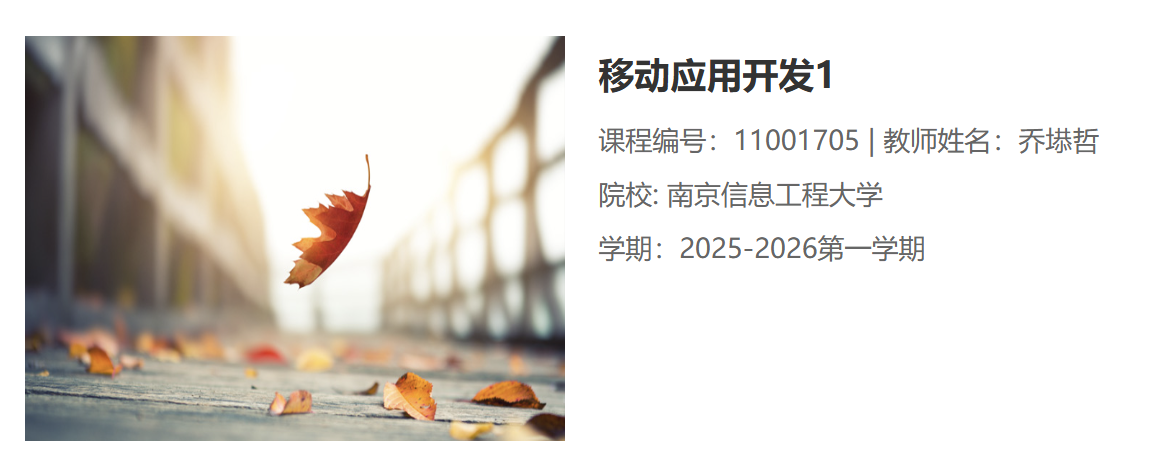 移动应用开发1
课程编号：11001705 | 教师姓名：乔塨哲
院校: 南京信息工程大学
学期：2025-2026第一学期